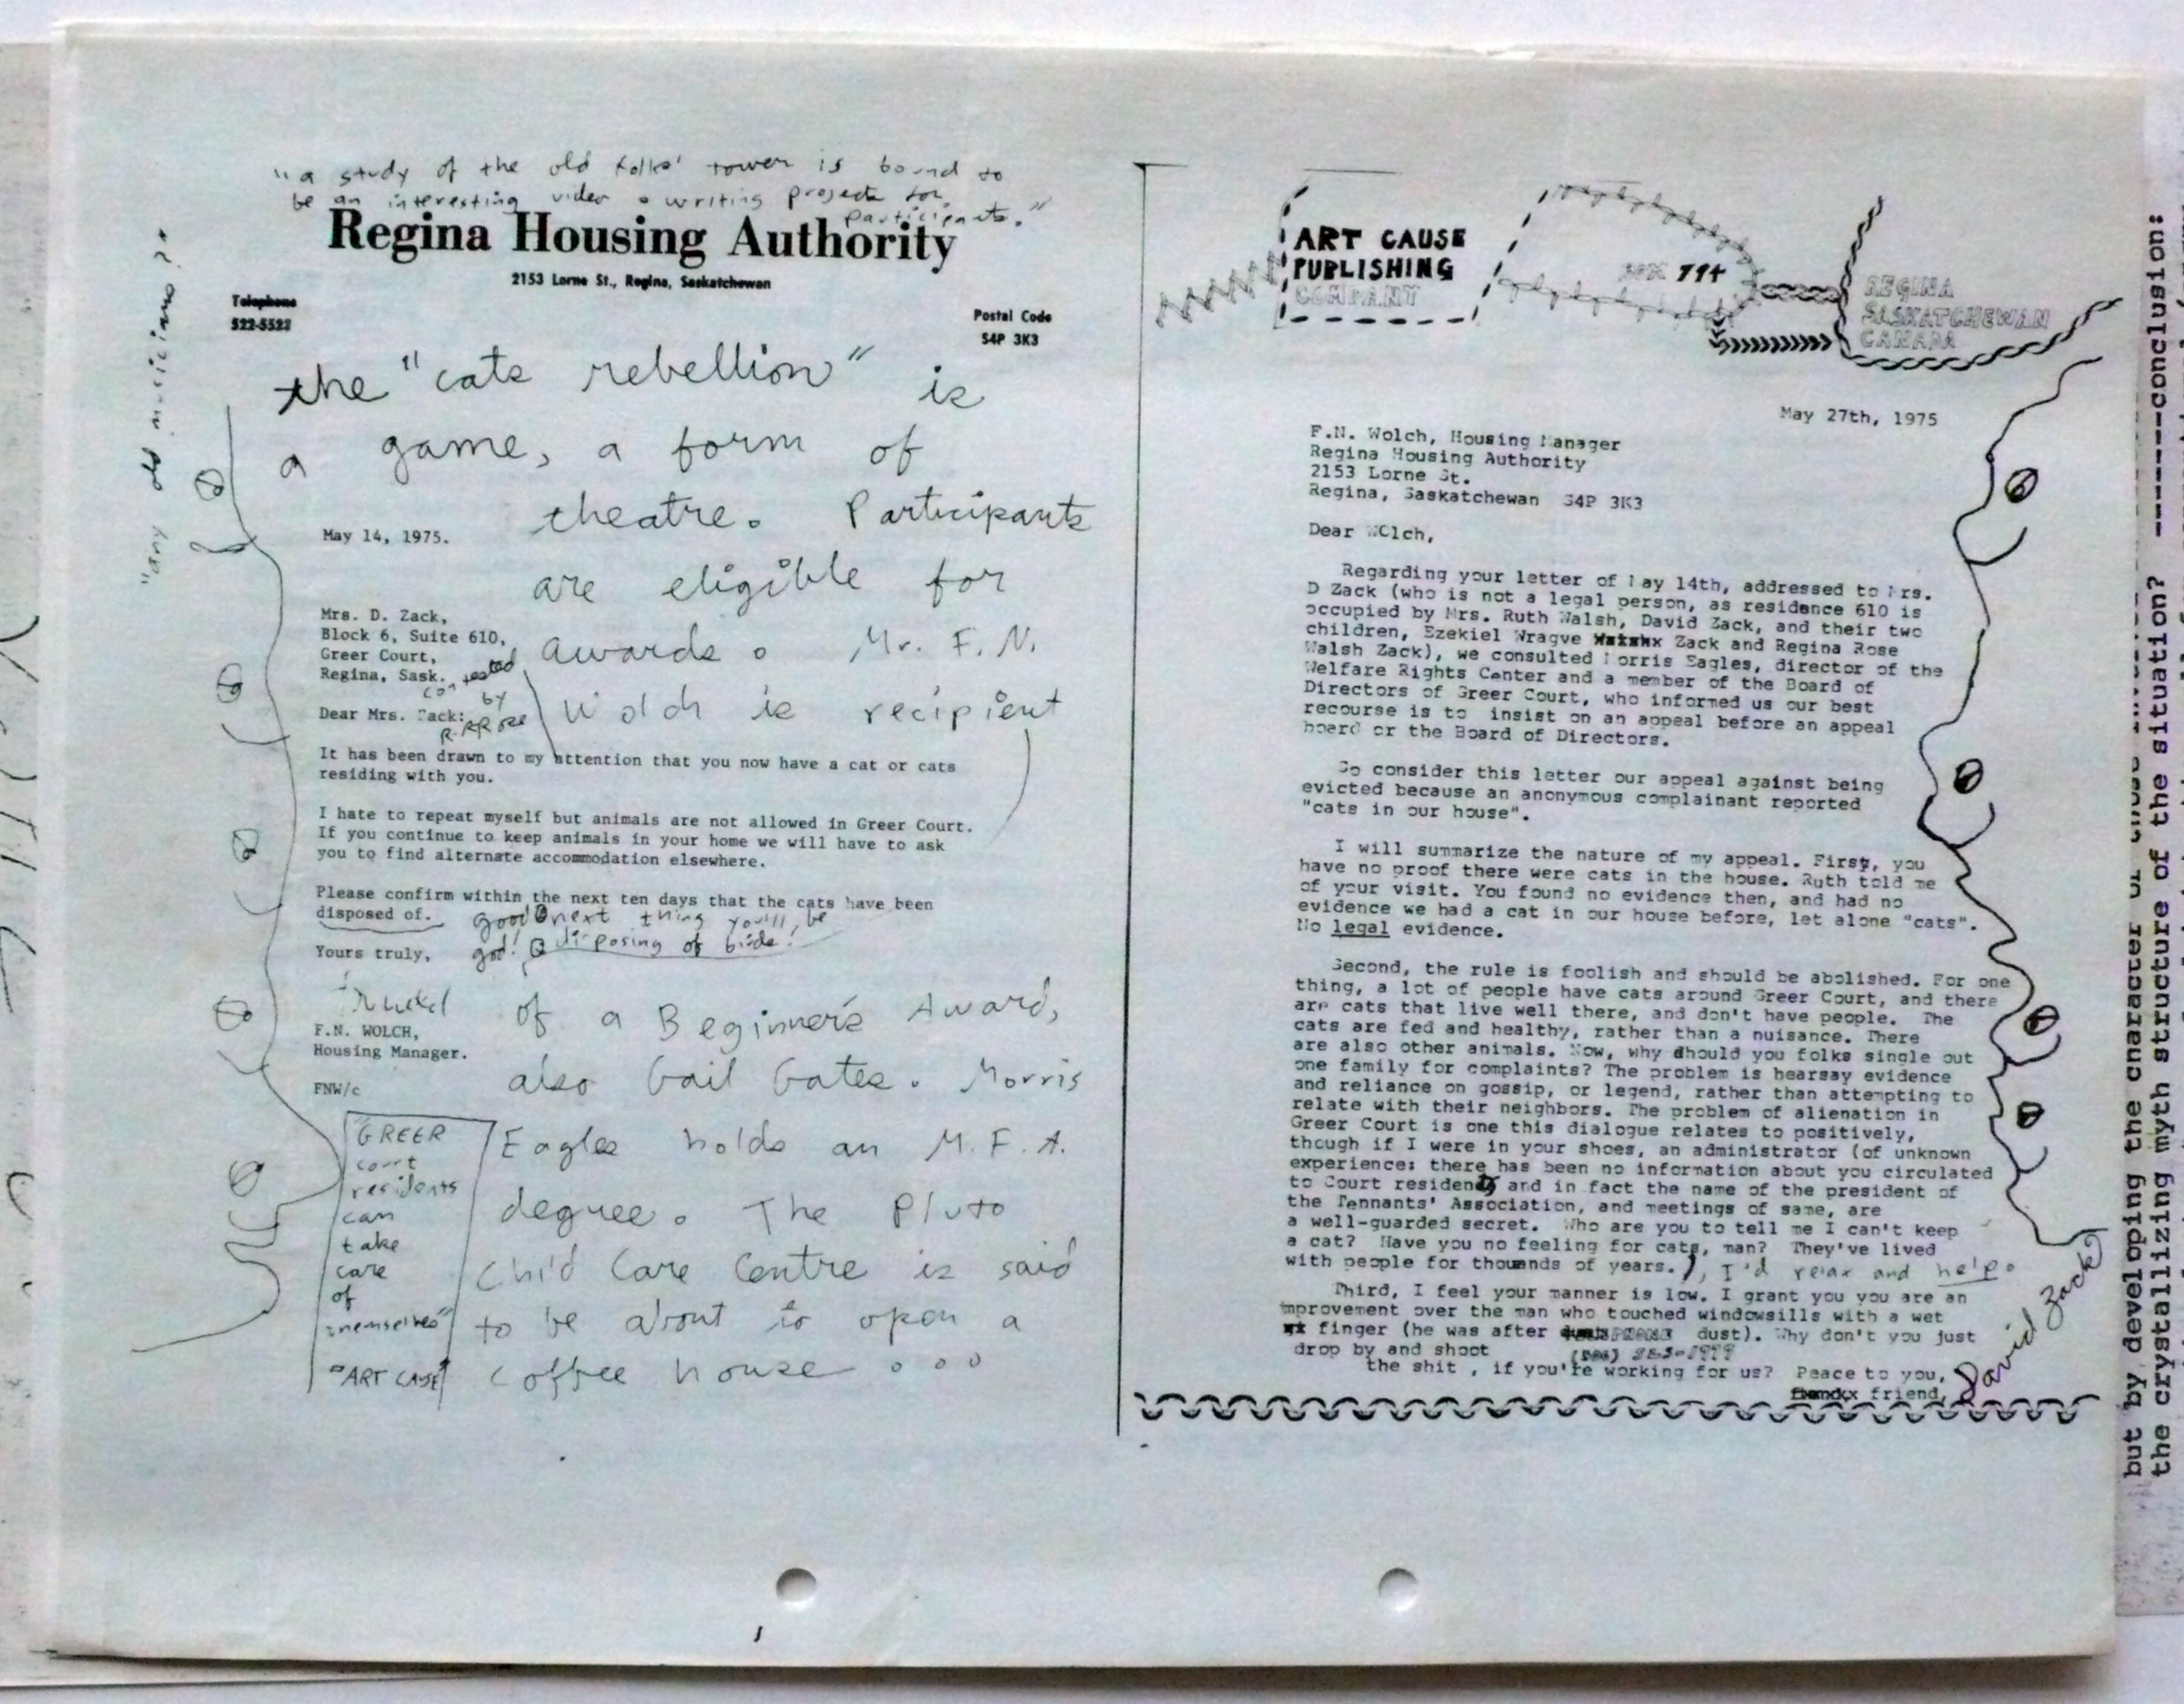 "a study of the old folks' tower is bound to
be an interesting video o writing project for
participants."
Regina Housing Authority
2153 Lorne St., Regina, Saskatchewan
Telephone
522-5523
Postal Code
S4P 3K3
"any old musicians?"
the "cats rebellion" is
a game, a form of
theatre. Participants
are eligible for
awards. Mr. F. N.
Wolch is recipient
May 14, 1975.
Mrs. D. Zack,
Block 6, Suite 610,
Greer Court,
Regina, Sask.
by
Dear Mrs. Zack:
It has been drawn to my attention that you now have a cat or cats
residing with you.
I hate to repeat myself but animals are not allowed in Greer Court.
If you continue to keep animals in your home we will have to ask
you to find alternate accommodation elsewhere.
Please confirm within the next ten days that the cats have been
disposed of.
good god! next thing you'll be
disposing of birds!
Yours truly,
F.N. WOLCH,
Housing Manager.
FNW/c
of a Beginner's Award,
also Gail Gates. Morris
Eagles holds an M.F.A.
degree. The Pluto
Child Care Centre is said
to be about to open a
coffee house ...
"GREER
court
residents
can
take
care
of
themselves"
ART CAUSE
ART CAUSE
PUBLISHING
COMPANY
BOX 794
REGINA
SASKATCHEWAN
CANADA
May 27th, 1975
F.N. Wolch, Housing Manager
Regina Housing Authority
2153 Lorne St.
Regina, Saskatchewan S4P 3K3
Dear WOlch,
Regarding your letter of May 14th, addressed to Mrs.
D Zack (who is not a legal person, as residence 610 is
occupied by Mrs. Ruth Walsh, David Zack, and their two
children, Ezekiel Wragve Zack and Regina Rose
Walsh Zack), we consulted Morris Eagles, director of the
Welfare Rights Center and a member of the Board of
Directors of Greer Court, who informed us our best
recourse is to insist on an appeal before an appeal
board or the Board of Directors.
So consider this letter our appeal against being
evicted because an anonymous complainant reported
"cats in our house".
I will summarize the nature of my appeal. First, you
have no proof there were cats in the house. Ruth told me
of your visit. You found no evidence then, and had no
evidence we had a cat in our house before, let alone "cats".
No legal evidence.
Second, the rule is foolish and should be abolished. For one
thing, a lot of people have cats around Greer Court, and there
are cats that live well there, and don't have people. The
cats are fed and healthy, rather than a nuisance. There
are also other animals. Now, why should you folks single out
one family for complaints? The problem is hearsay evidence
and reliance on gossip, or legend, rather than attempting to
relate with their neighbors. The problem of alienation in
Greer Court is one this dialogue relates to positively,
though if I were in your shoes, an administrator (of unknown
experience: there has been no information about you circulated
to Court residents and in fact the name of the president of
the Tennants' Association, and meetings of same, are
a well-guarded secret. Who are you to tell me I can't keep
a cat? Have you no feeling for cats, man? They've lived
with people for thousands of years.), I'd relax and help.
Third, I feel your manner is low. I grant you you are an
improvement over the man who touched windowsills with a wet
finger (he was after dust). Why don't you just
drop by and shoot
the shit , if you're working for us? Peace to you,
friend,
David Zack
-------conclusion:
but by developing the character of
the crystallizing myth structure of the situation?